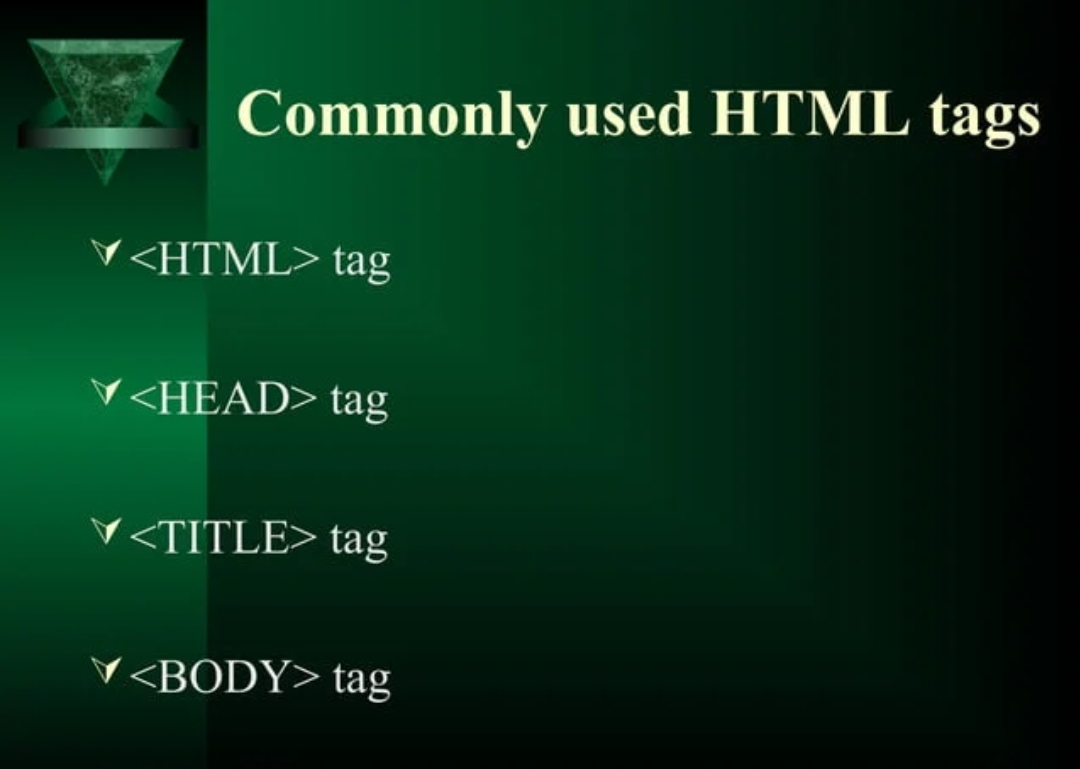 Commonly used HTML tags
<HTML> tag
<HEAD> tag
<TITLE> tag
<BODY> tag